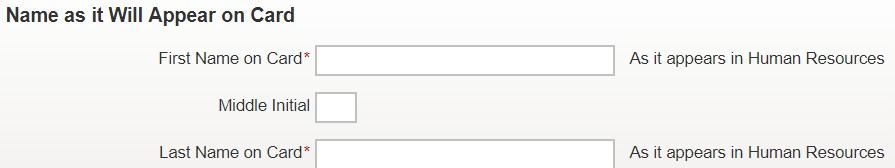 Name as it Will Appear on Card
First Name on Card* As it appears in Human Resources
Middle Initial
Last Name on Card* As it appears in Human Resources